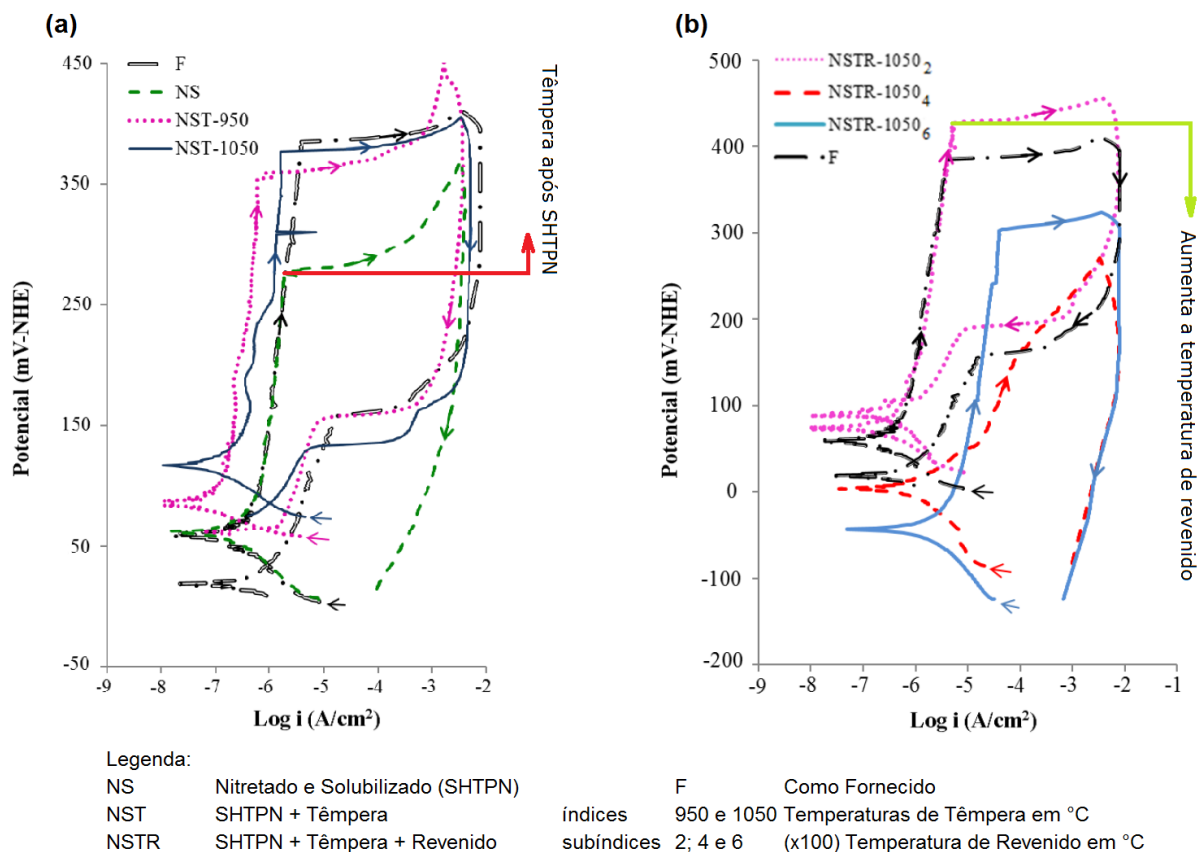 (a)
F
NS
NST-950
NST-1050
450
350
250
150
50
-50
Potencial (mV-NHE)
-9
-8
-7
-6
-5
-4
-3
-2
Log i (A/cm²)
Têmpera após SHTPN
(b)
NSTR-1050₂
NSTR-1050₄
NSTR-1050₆
F
500
400
300
200
100
0
-100
-200
Potencial (mV-NHE)
-9
-8
-7
-6
-5
-4
-3
-2
-1
Log i (A/cm²)
Aumenta a temperatura de revenido
Legenda:
NS Nitretado e Solubilizado (SHTPN) F Como Fornecido
NST SHTPN + Têmpera índices 950 e 1050 Temperaturas de Têmpera em °C
NSTR SHTPN + Têmpera + Revenido subíndices 2; 4 e 6 (x100) Temperatura de Revenido em °C